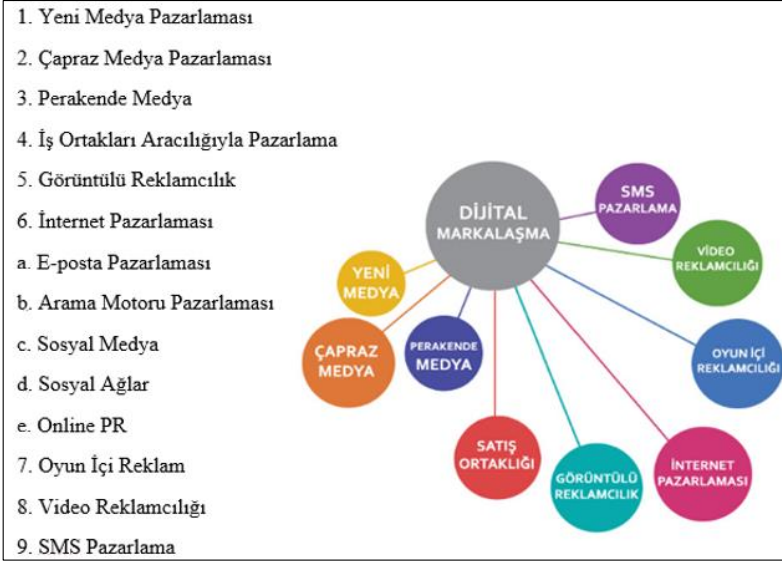 1. Yeni Medya Pazarlaması
2. Çapraz Medya Pazarlaması
3. Perakende Medya
4. İş Ortakları Aracılığıyla Pazarlama
5. Görüntülü Reklamcılık
6. İnternet Pazarlaması
a. E-posta Pazarlaması
b. Arama Motoru Pazarlaması
c. Sosyal Medya
d. Sosyal Ağlar
e. Online PR
7. Oyun İçi Reklam
8. Video Reklamcılığı
9. SMS Pazarlama
DİJİTAL
MARKALAŞMA
SMS
PAZARLAMA
VİDEO
REKLAMCILIĞI
OYUN İÇİ
REKLAMCILIĞI
İNTERNET
PAZARLAMASI
GÖRÜNTÜLÜ
REKLAMCILIK
SATIŞ
ORTAKLIĞI
PERAKENDE
MEDYA
ÇAPRAZ
MEDYA
YENİ
MEDYA